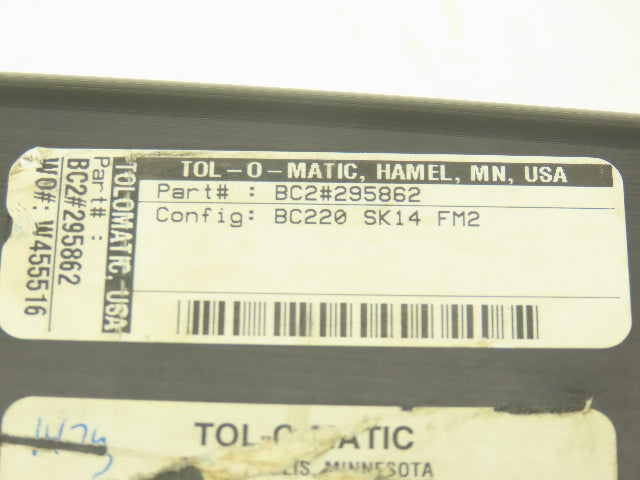 TOL-O-MATIC, HAMEL, MN, USA
Part# : BC2#295862
Config: BC220 SK14 FM2
TOLOMATIC, USA
Part# :
BC2#295862
WO#: W455516
TOL-O-MATIC
MINNESOTA